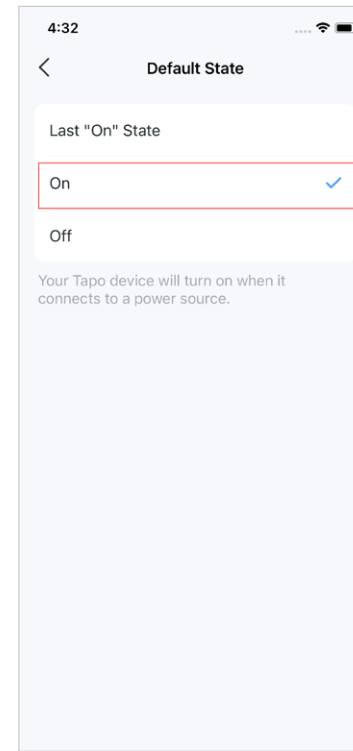 4:32
Default State
Last "On" State
On
Off
Your Tapo device will turn on when it
connects to a power source.